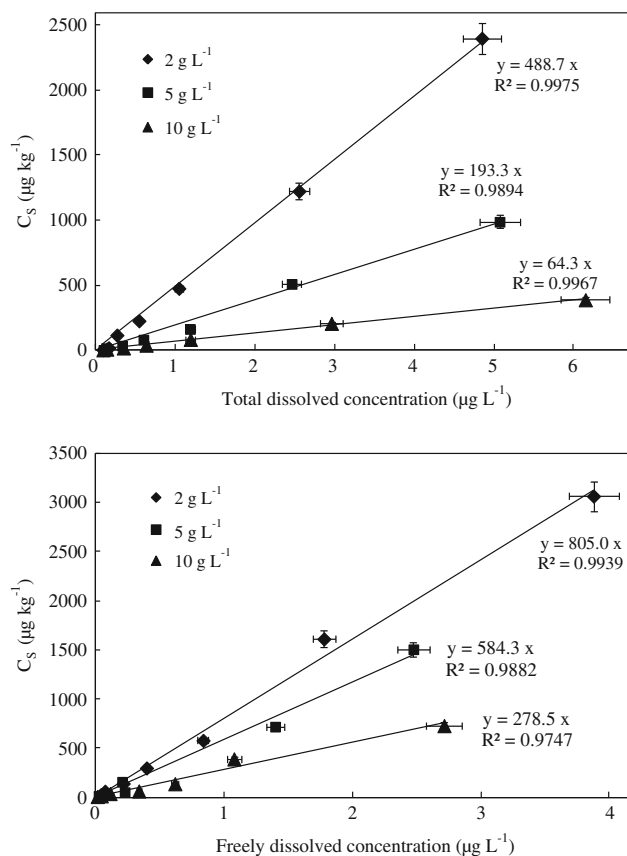 2500
2000
1500
1000
500
0
C_S (µg kg⁻¹)
2 g L⁻¹
5 g L⁻¹
10 g L⁻¹
y = 488.7 x
R² = 0.9975
y = 193.3 x
R² = 0.9894
y = 64.3 x
R² = 0.9967
0 1 2 3 4 5 6
Total dissolved concentration (µg L⁻¹)
3500
3000
2500
2000
1500
1000
500
0
C_S (µg kg⁻¹)
2 g L⁻¹
5 g L⁻¹
10 g L⁻¹
y = 805.0 x
R² = 0.9939
y = 584.3 x
R² = 0.9882
y = 278.5 x
R² = 0.9747
0 1 2 3 4
Freely dissolved concentration (µg L⁻¹)